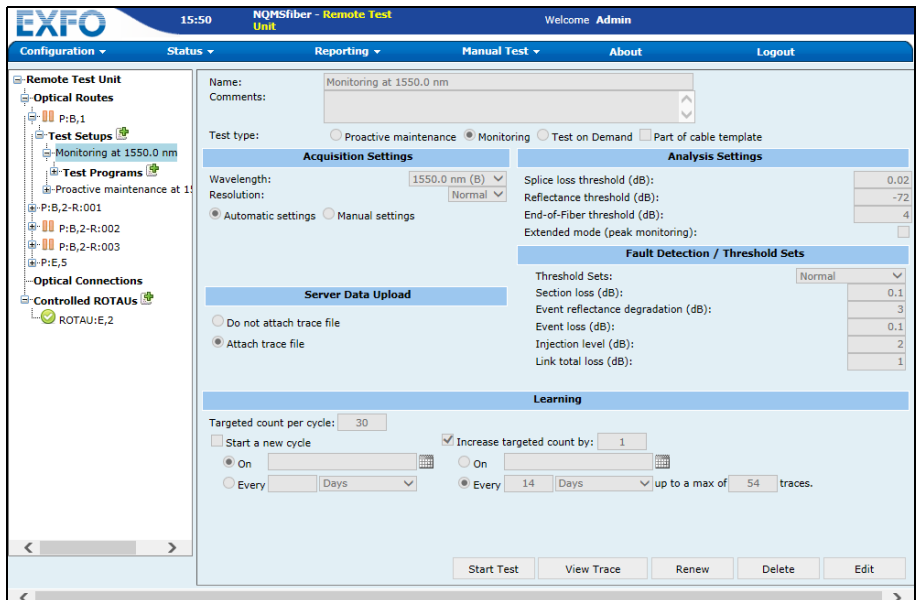 EXFO
15:50
NQMSfiber - Remote Test
Unit
Welcome Admin
Configuration
Status
Reporting
Manual Test
About
Logout
Remote Test Unit
Optical Routes
P:B,1
Test Setups
Monitoring at 1550.0 nm
Test Programs
Proactive maintenance at 15
P:B,2-R:001
P:B,2-R:002
P:B,2-R:003
P:E,5
Optical Connections
Controlled ROTAUs
ROTAU:E,2
Name: Monitoring at 1550.0 nm
Comments:
Test type: Proactive maintenance Monitoring Test on Demand Part of cable template
Acquisition Settings
Wavelength: 1550.0 nm (B)
Resolution: Normal
Automatic settings Manual settings
Server Data Upload
Do not attach trace file
Attach trace file
Analysis Settings
Splice loss threshold (dB): 0.02
Reflectance threshold (dB): -72
End-of-Fiber threshold (dB): 4
Extended mode (peak monitoring):
Fault Detection / Threshold Sets
Threshold Sets: Normal
Section loss (dB): 0.1
Event reflectance degradation (dB): 3
Event loss (dB): 0.1
Injection level (dB): 2
Link total loss (dB): 1
Learning
Targeted count per cycle: 30
Start a new cycle Increase targeted count by: 1
On On
Every Days Every 14 Days up to a max of 54 traces.
Start Test View Trace Renew Delete Edit